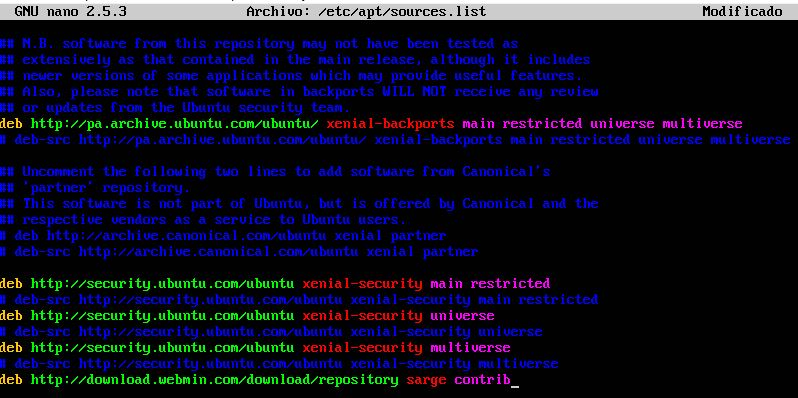 GNU nano 2.5.3 Archivo: /etc/apt/sources.list Modificado
## N.B. software from this repository may not have been tested as
## extensively as that contained in the main release, although it includes
## newer versions of some applications which may provide useful features.
## Also, please note that software in backports WILL NOT receive any review
## or updates from the Ubuntu security team.
deb http://pa.archive.ubuntu.com/ubuntu/ xenial-backports main restricted universe multiverse
# deb-src http://pa.archive.ubuntu.com/ubuntu/ xenial-backports main restricted universe multiverse
## Uncomment the following two lines to add software from Canonical's
## 'partner' repository.
## This software is not part of Ubuntu, but is offered by Canonical and the
## respective vendors as a service to Ubuntu users.
# deb http://archive.canonical.com/ubuntu xenial partner
# deb-src http://archive.canonical.com/ubuntu xenial partner
deb http://security.ubuntu.com/ubuntu xenial-security main restricted
# deb-src http://security.ubuntu.com/ubuntu xenial-security main restricted
deb http://security.ubuntu.com/ubuntu xenial-security universe
# deb-src http://security.ubuntu.com/ubuntu xenial-security universe
deb http://security.ubuntu.com/ubuntu xenial-security multiverse
# deb-src http://security.ubuntu.com/ubuntu xenial-security multiverse
deb http://download.webmin.com/download/repository sarge contrib